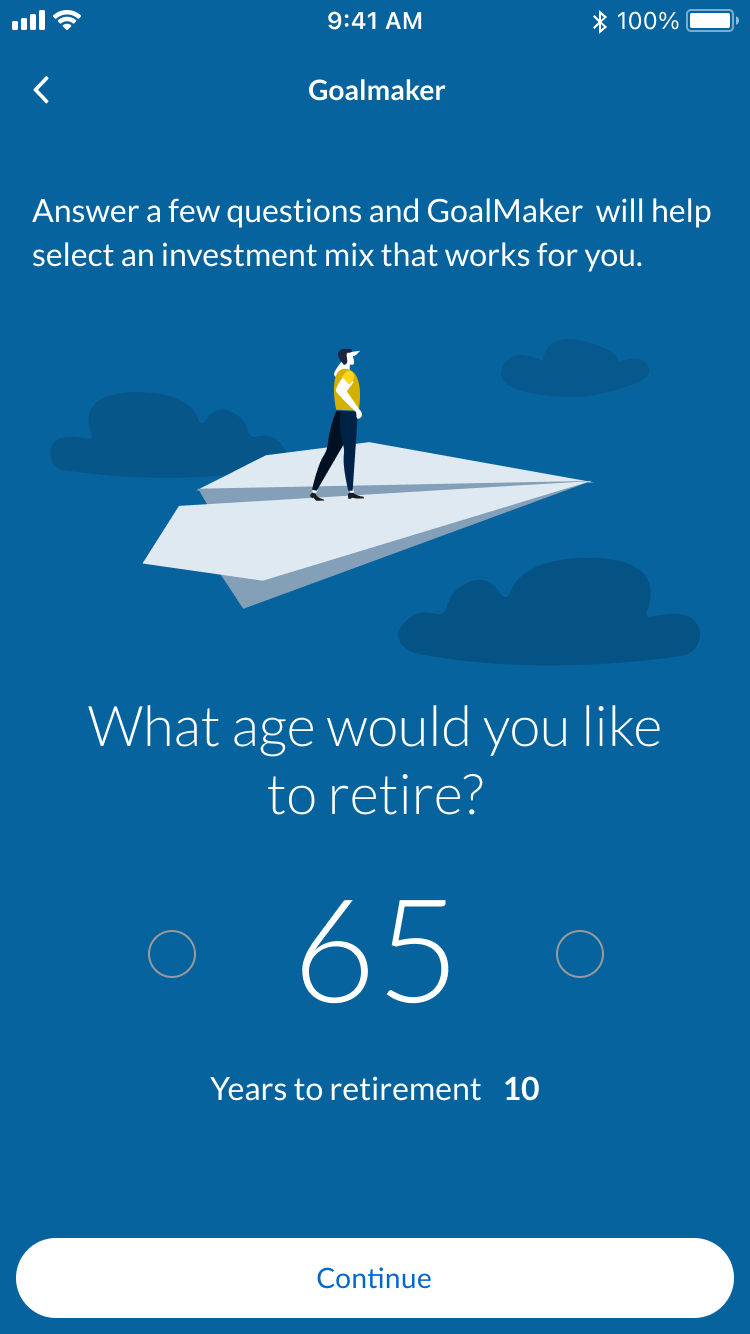 9:41 AM
100%
Goalmaker
Answer a few questions and GoalMaker  will help
select an investment mix that works for you.
What age would you like
to retire?
65
Years to retirement 10
Continue